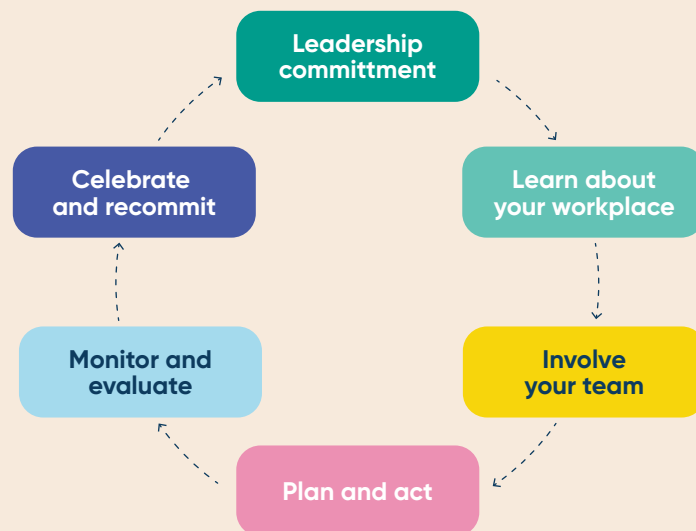 Leadership
committment
Learn about
your workplace
Involve
your team
Plan and act
Monitor and
evaluate
Celebrate
and recommit